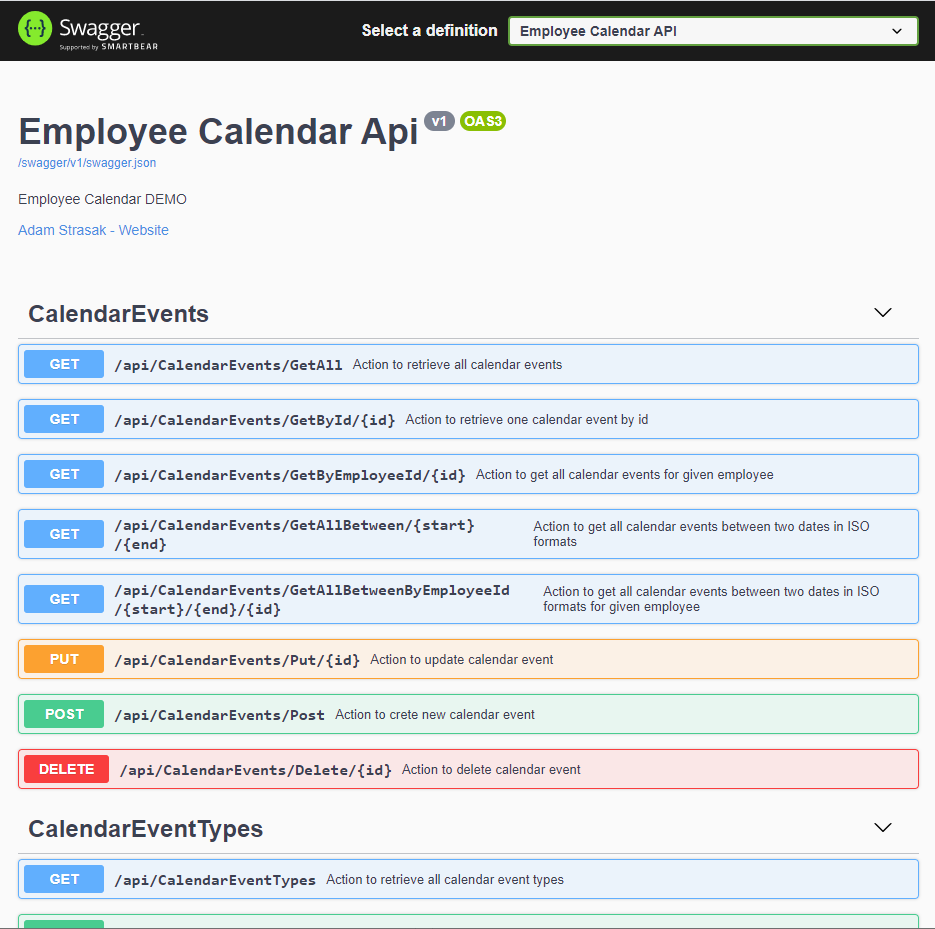 Swagger
Supported by SMARTBEAR
Select a definition
Employee Calendar API
Employee Calendar Api v1 OAS3
/swagger/v1/swagger.json
Employee Calendar DEMO
Adam Strasak - Website
CalendarEvents
GET /api/CalendarEvents/GetAll Action to retrieve all calendar events
GET /api/CalendarEvents/GetById/{id} Action to retrieve one calendar event by id
GET /api/CalendarEvents/GetByEmployeeId/{id} Action to get all calendar events for given employee
GET
/api/CalendarEvents/GetAllBetween/{start}
/{end}
Action to get all calendar events between two dates in ISO
formats
GET
/api/CalendarEvents/GetAllBetweenByEmployeeId
/{start}/{end}/{id}
Action to get all calendar events between two dates in ISO
formats for given employee
PUT /api/CalendarEvents/Put/{id} Action to update calendar event
POST /api/CalendarEvents/Post Action to crete new calendar event
DELETE /api/CalendarEvents/Delete/{id} Action to delete calendar event
CalendarEventTypes
GET /api/CalendarEventTypes Action to retrieve all calendar event types